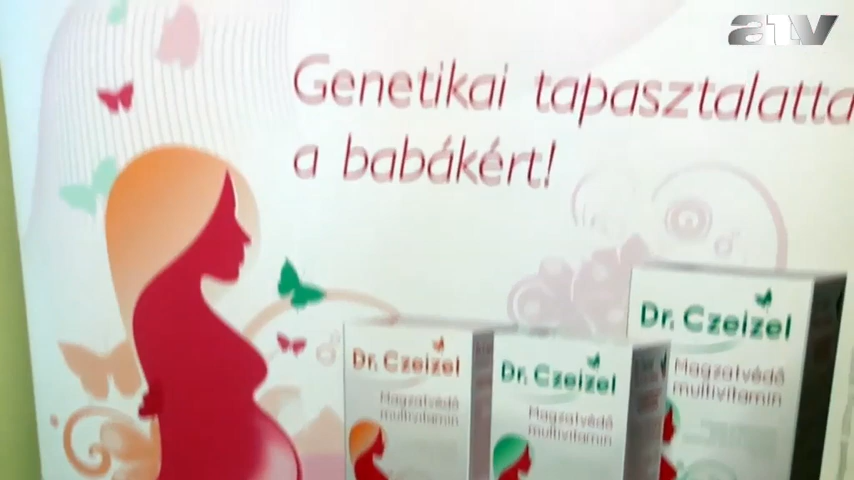 atv
Genetikai tapasztalatta
a babákért!
Dr. Czeizel
Magzatvédő
multivitamin
Dr. Czeizel
Magzatvédő
multivitamin
Dr. Czeizel
Magzatvédő
multivitamin